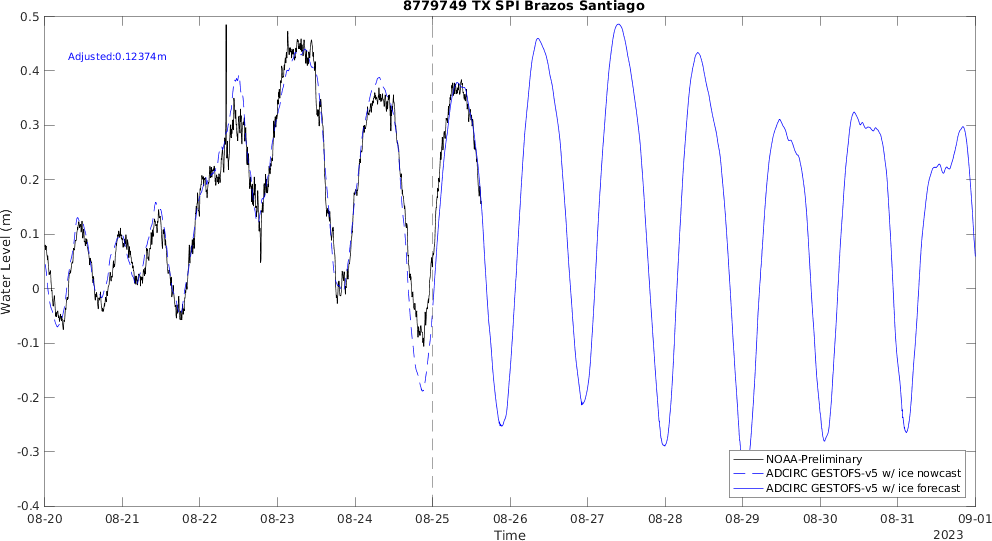 8779749 TX SPI Brazos Santiago
Adjusted:0.12374m
Water Level (m)
0.5
0.4
0.3
0.2
0.1
0
-0.1
-0.2
-0.3
-0.4
NOAA-Preliminary
ADCIRC GESTOFS-v5 w/ ice nowcast
ADCIRC GESTOFS-v5 w/ ice forecast
08-20 08-21 08-22 08-23 08-24 08-25 08-26 08-27 08-28 08-29 08-30 08-31 09-01
Time
2023